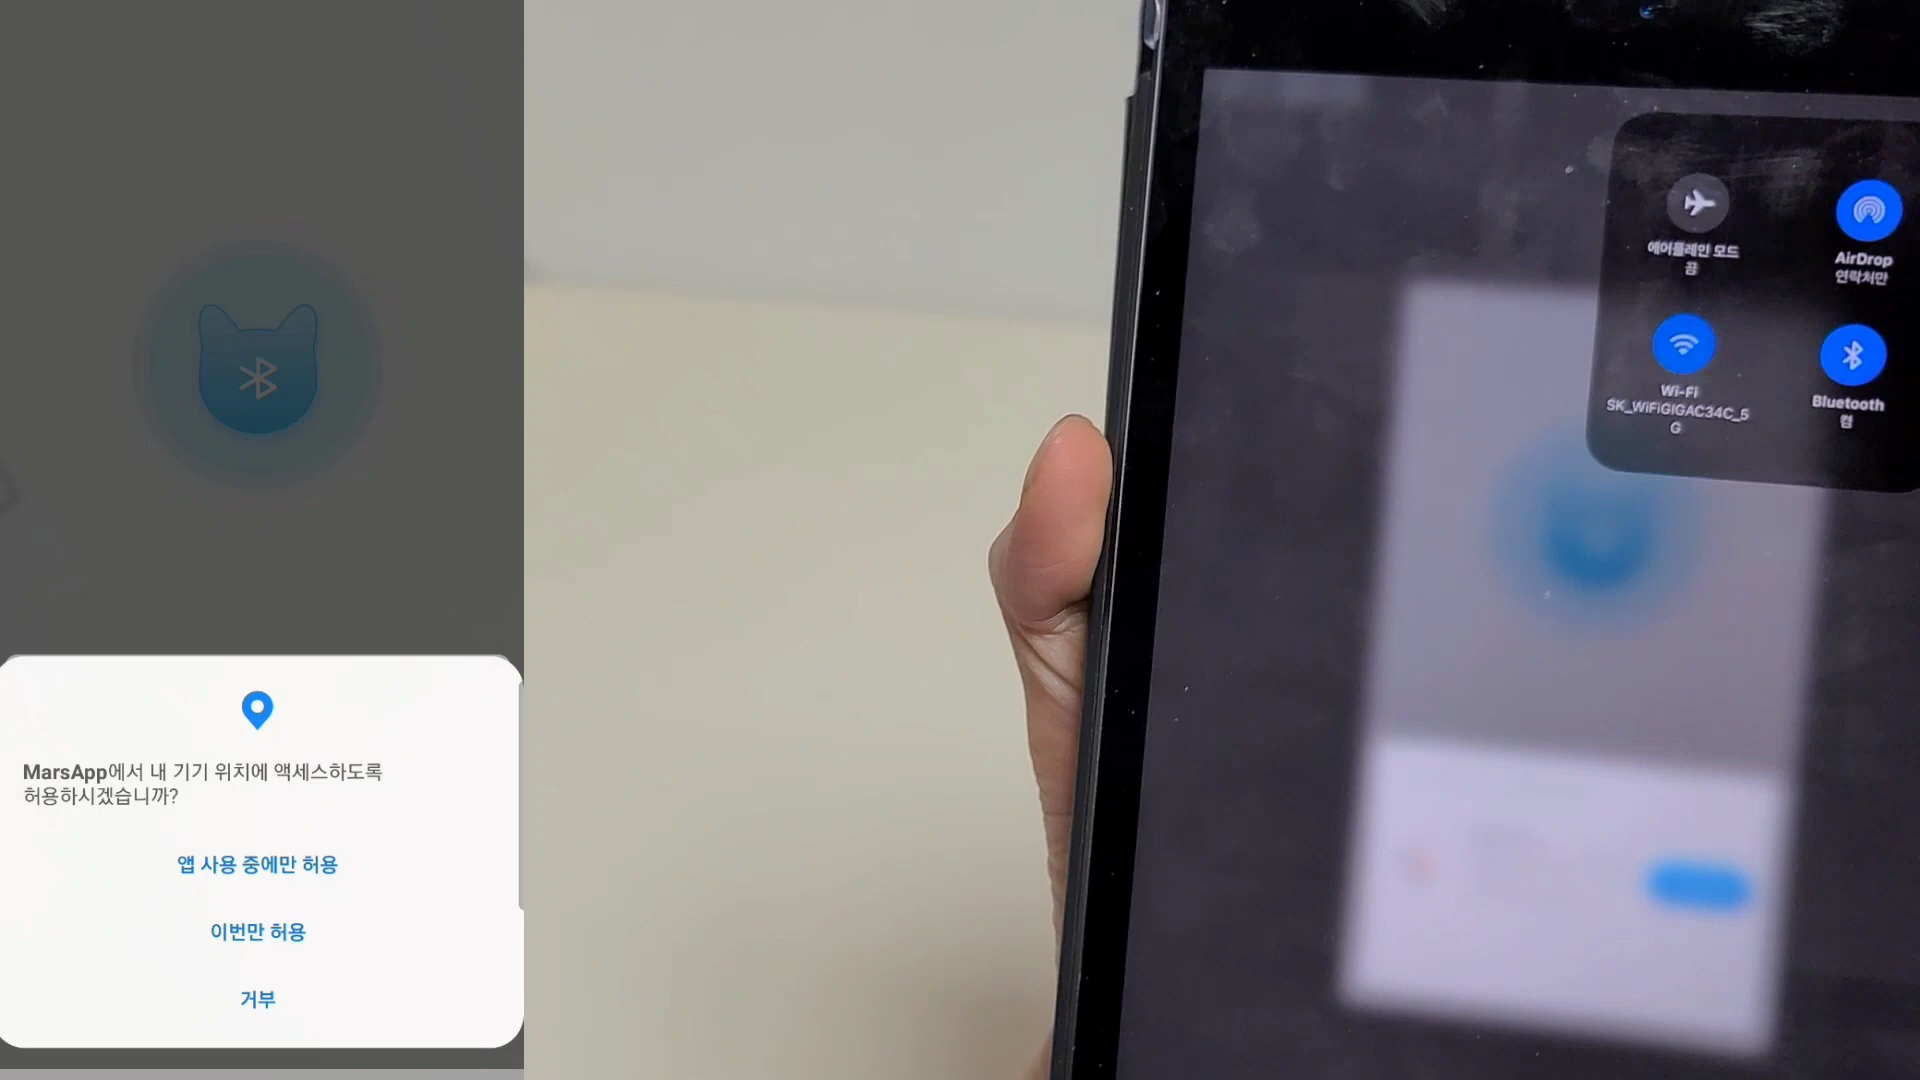 MarsApp에서 내 기기 위치에 액세스하도록
허용하시겠습니까?
앱 사용 중에만 허용
이번만 허용
거부
에어플레인 모드
끔
AirDrop
연락처만
Wi-Fi
SK_WiFiGIGAC34C_5
G
Bluetooth
켬